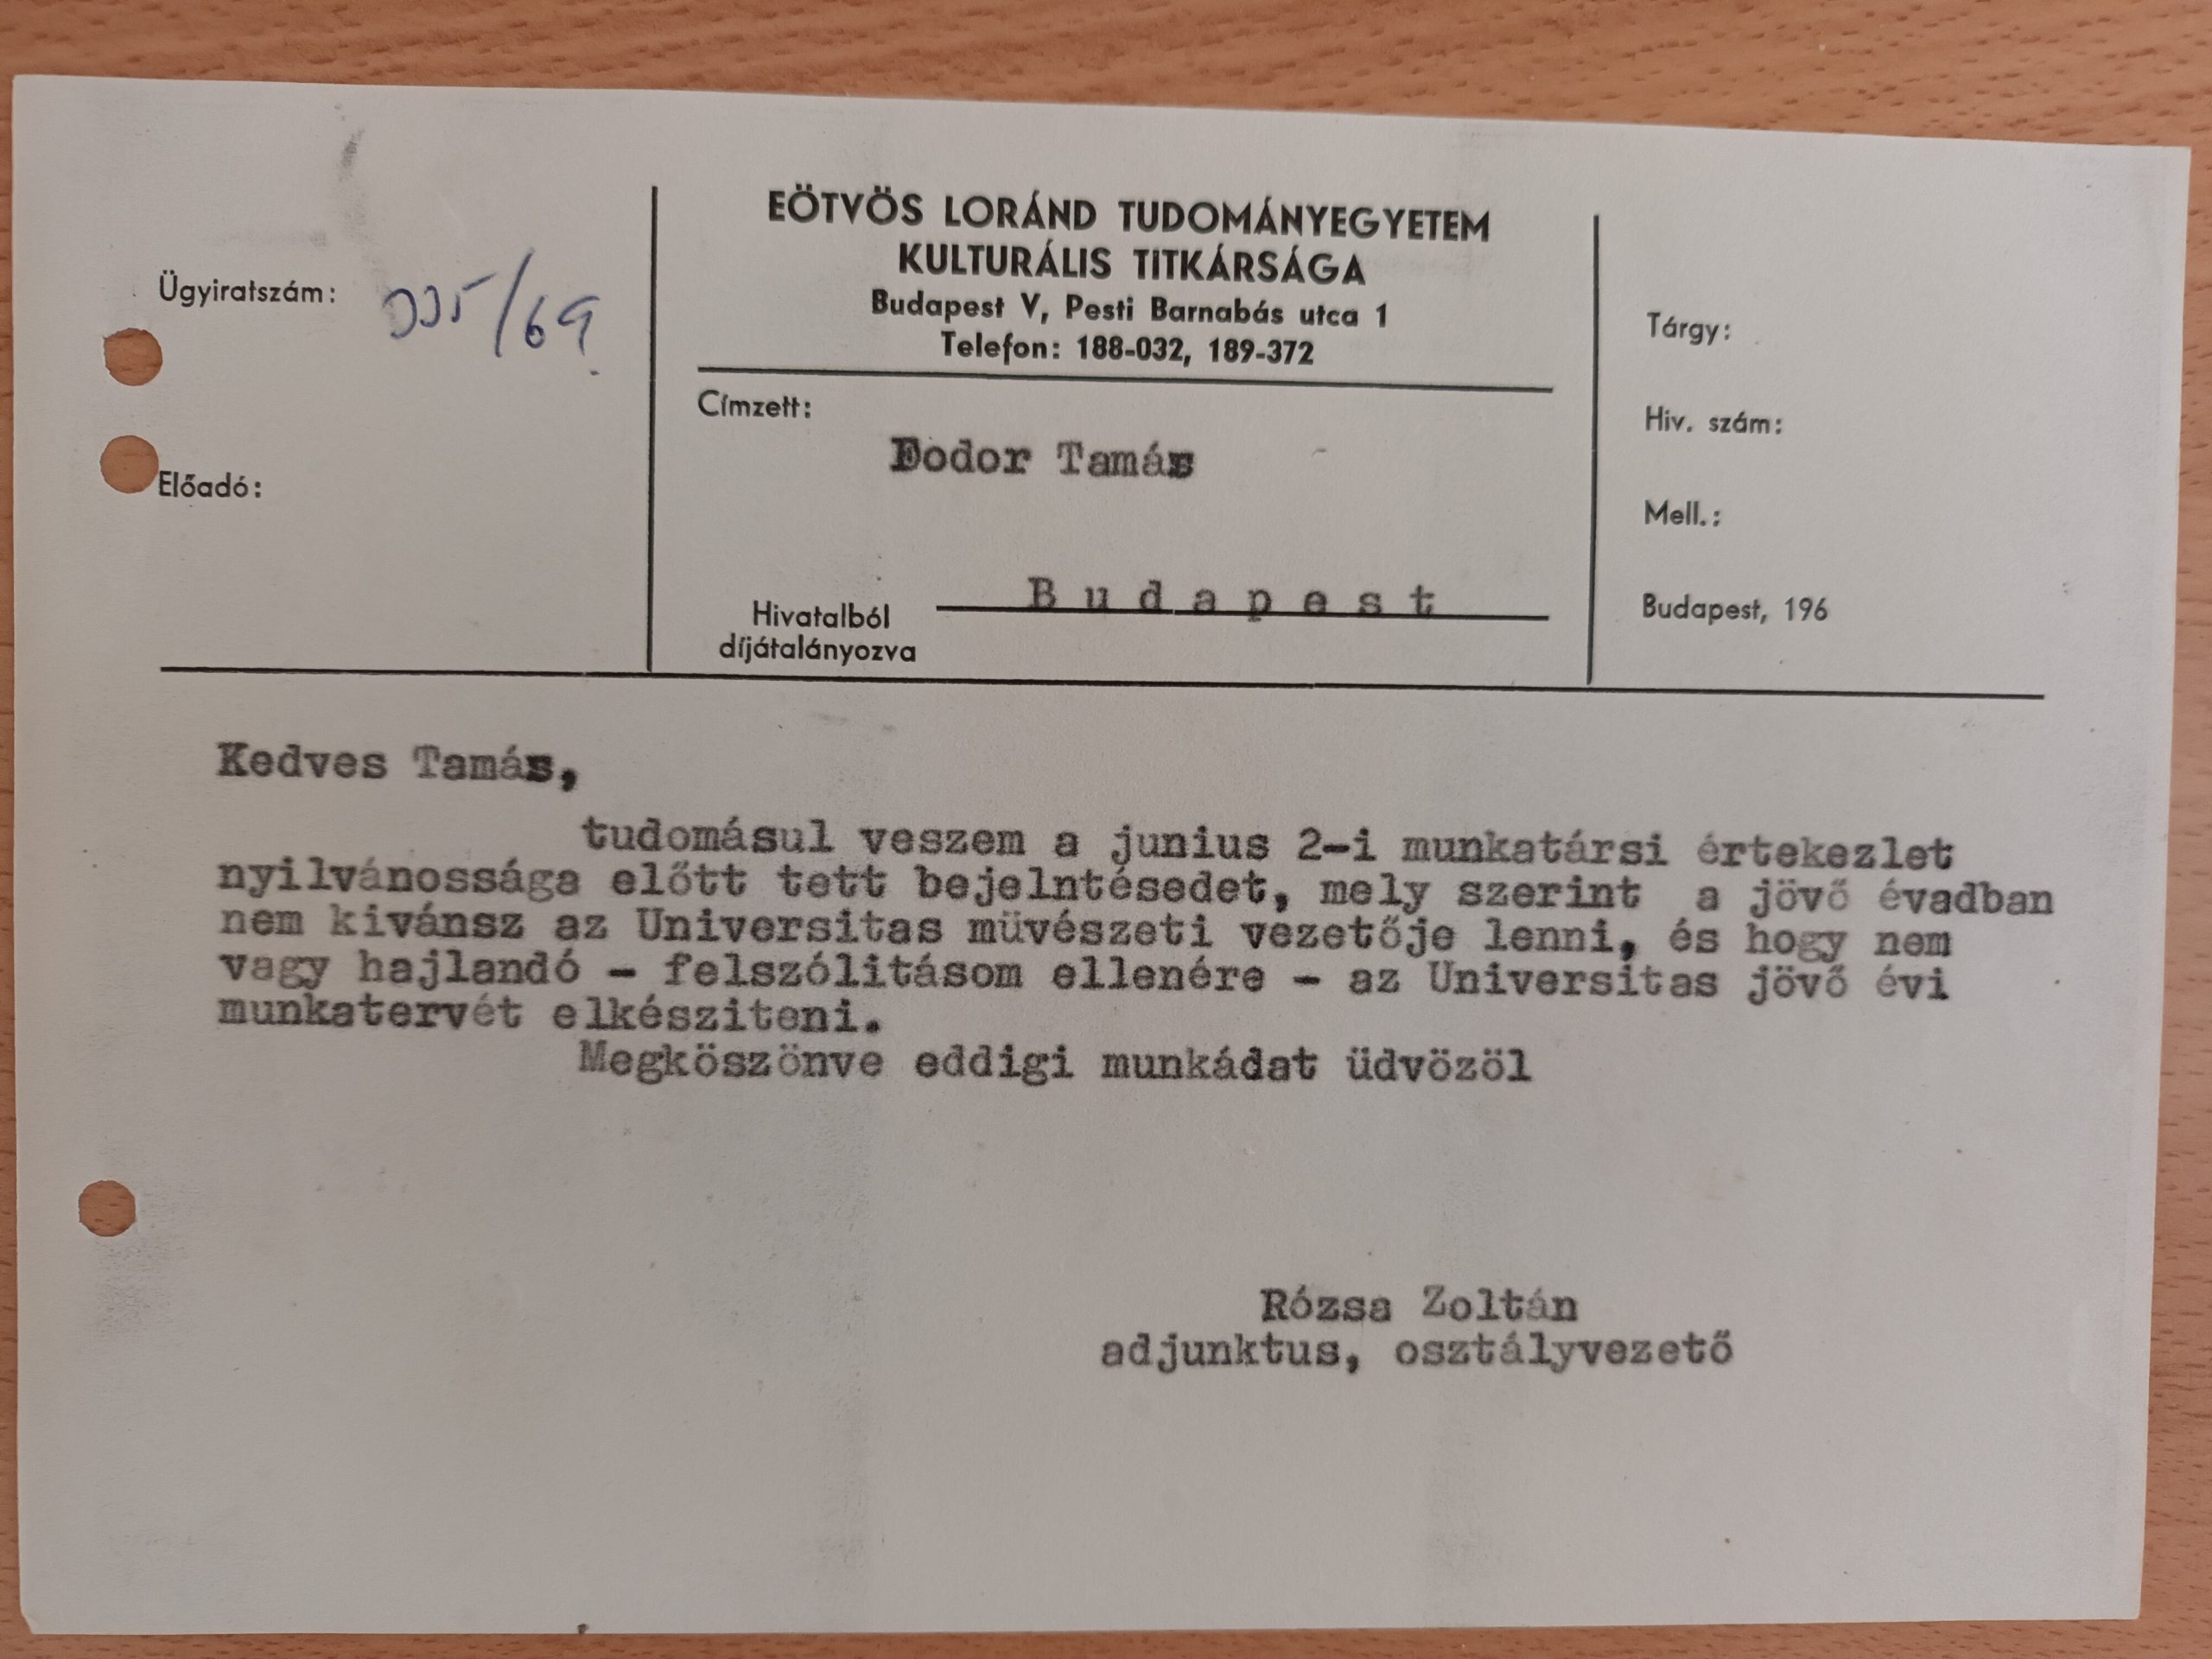 EÖTVÖS LORÁND TUDOMÁNYEGYETEM
KULTURÁLIS TITKÁRSÁGA
Budapest V, Pesti Barnabás utca 1
Telefon: 188-032, 189-372
Ügyiratszám: 335/69
Előadó:
Címzett:
Fodor Tamás
Budapest
Hivatalból
díjátalányozva
Tárgy:
Hiv. szám:
Mell.:
Budapest, 196
Kedves Tamás,
tudomásul veszem a junius 2-i munkatársi értekezlet
nyilvánossága előtt tett bejelntésedet, mely szerint a jövő évadban
nem kivánsz az Universitas müvészeti vezetője lenni, és hogy nem
vagy hajlandó - felszólitásom ellenére - az Universitas jövő évi
munkatervét elkésziteni.
Megköszönve eddigi munkádat üdvözöl
Rózsa Zoltán
adjunktus, osztályvezető